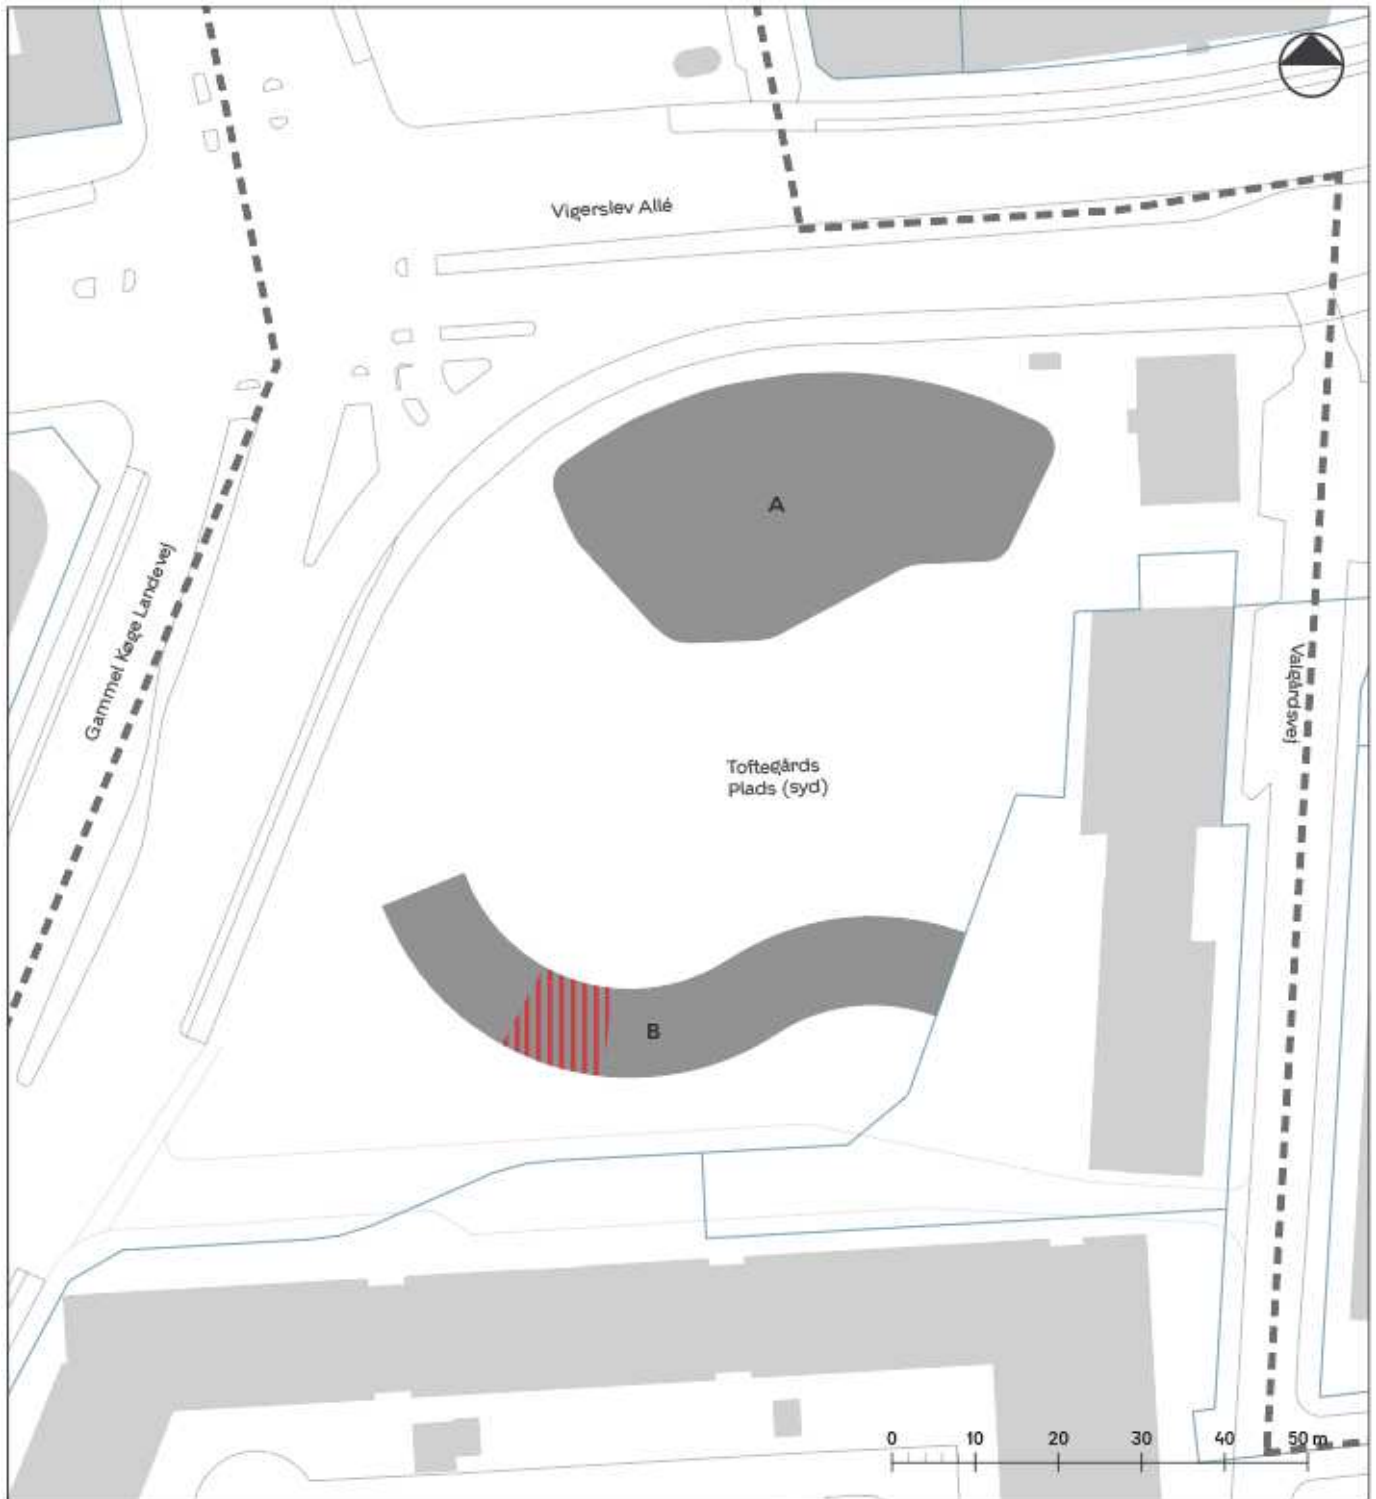 Vigerslev Allé
A
Gammel Køge Landevej
Valgårdsvej
Toftegårds
Plads (syd)
B
0 10 20 30 40 50 m